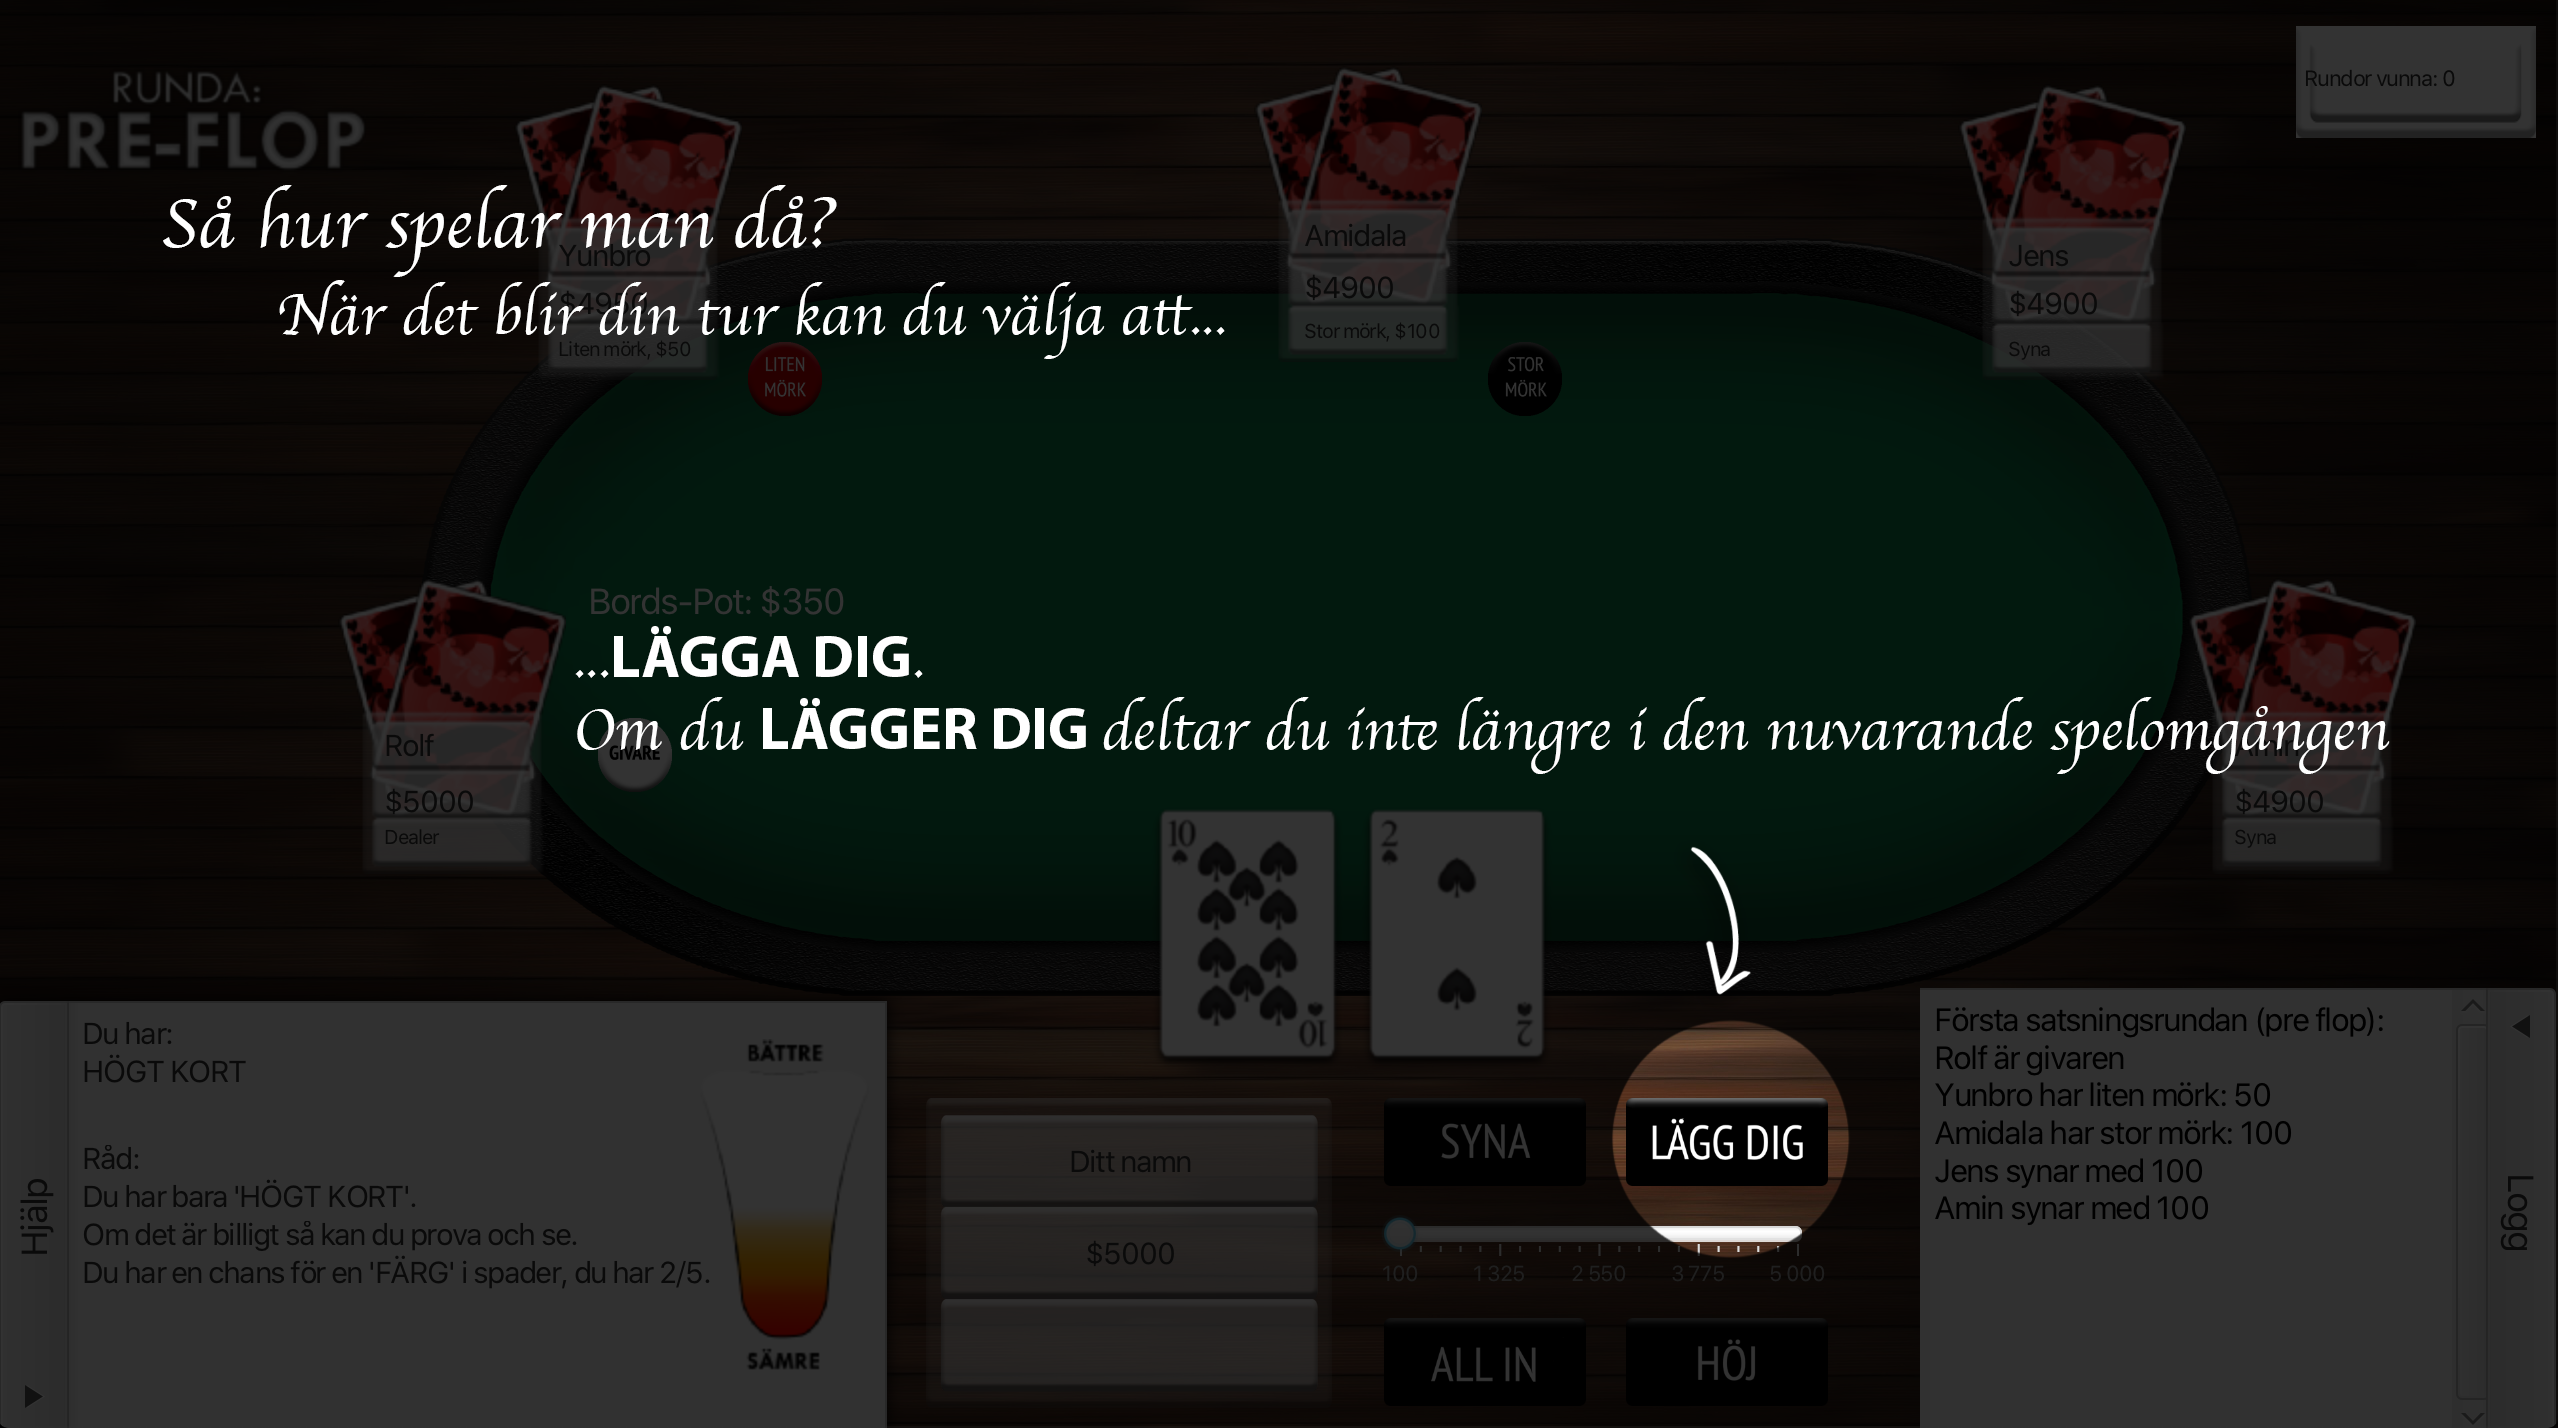 RUNDA:
PRE-FLOP
Rundor vunna: 0
Så hur spelar man då?
När det blir din tur kan du välja att...
Yunbro
$4950
Liten mörk, $50
LITEN
MÖRK
Amidala
$4900
Stor mörk, $100
STOR
MÖRK
Jens
$4900
Syna
Bords-Pot: $350
...LÄGGA DIG.
Om du LÄGGER DIG deltar du inte längre i den nuvarande spelomgången
Rolf
$5000
Dealer
GIVARE
Amin
$4900
Syna
10
10
2
2
Hjälp
Du har:
HÖGT KORT
Råd:
Du har bara 'HÖGT KORT'.
Om det är billigt så kan du prova och se.
Du har en chans för en 'FÄRG' i spader, du har 2/5.
BÄTTRE
SÄMRE
Ditt namn
$5000
SYNA
LÄGG DIG
100 1 325 2 550 3 775 5 000
ALL IN
HÖJ
Första satsningsrundan (pre flop):
Rolf är givaren
Yunbro har liten mörk: 50
Amidala har stor mörk: 100
Jens synar med 100
Amin synar med 100
Logg